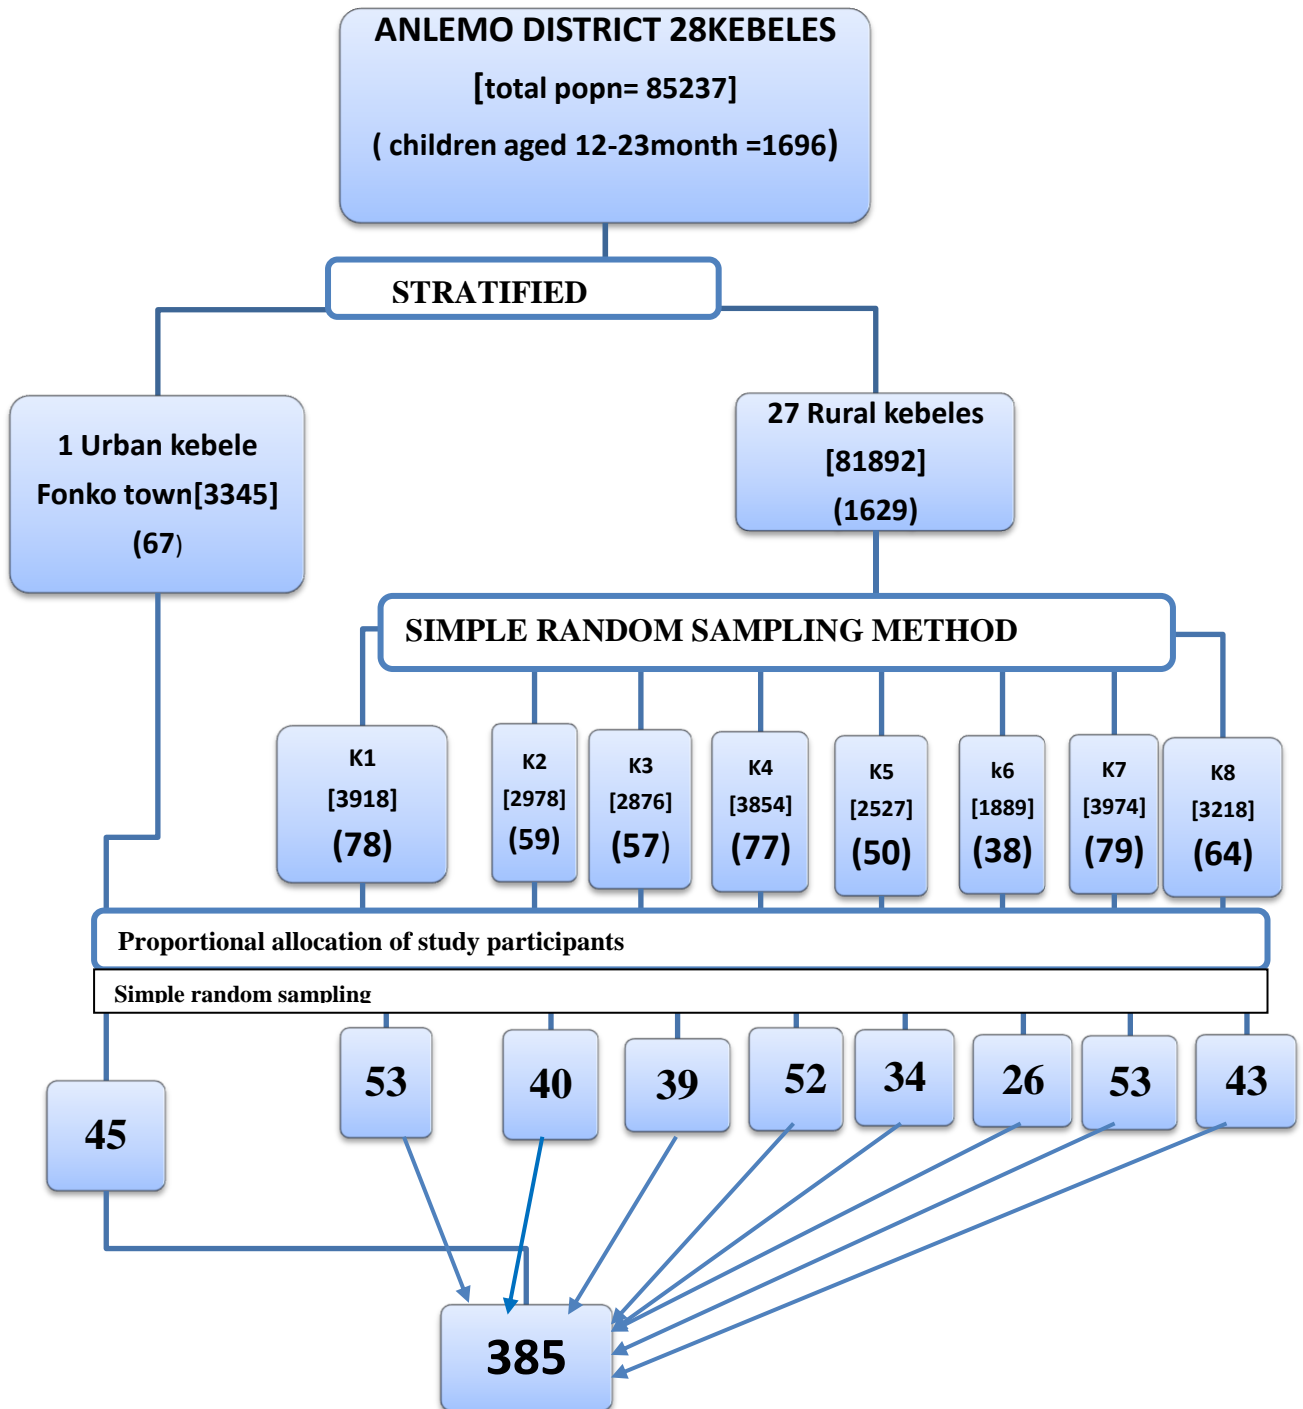 ANLEMO DISTRICT 28KEBELES
[total popn= 85237]
( children aged 12-23month =1696)
STRATIFIED
1 Urban kebele
Fonko town[3345]
(67)
27 Rural kebeles
[81892]
(1629)
SIMPLE RANDOM SAMPLING METHOD
K1
[3918]
(78)
K2
[2978]
(59)
K3
[2876]
(57)
K4
[3854]
(77)
K5
[2527]
(50)
k6
[1889]
(38)
K7
[3974]
(79)
K8
[3218]
(64)
Proportional allocation of study participants
Simple random sampling
45
53
40
39
52
34
26
53
43
385